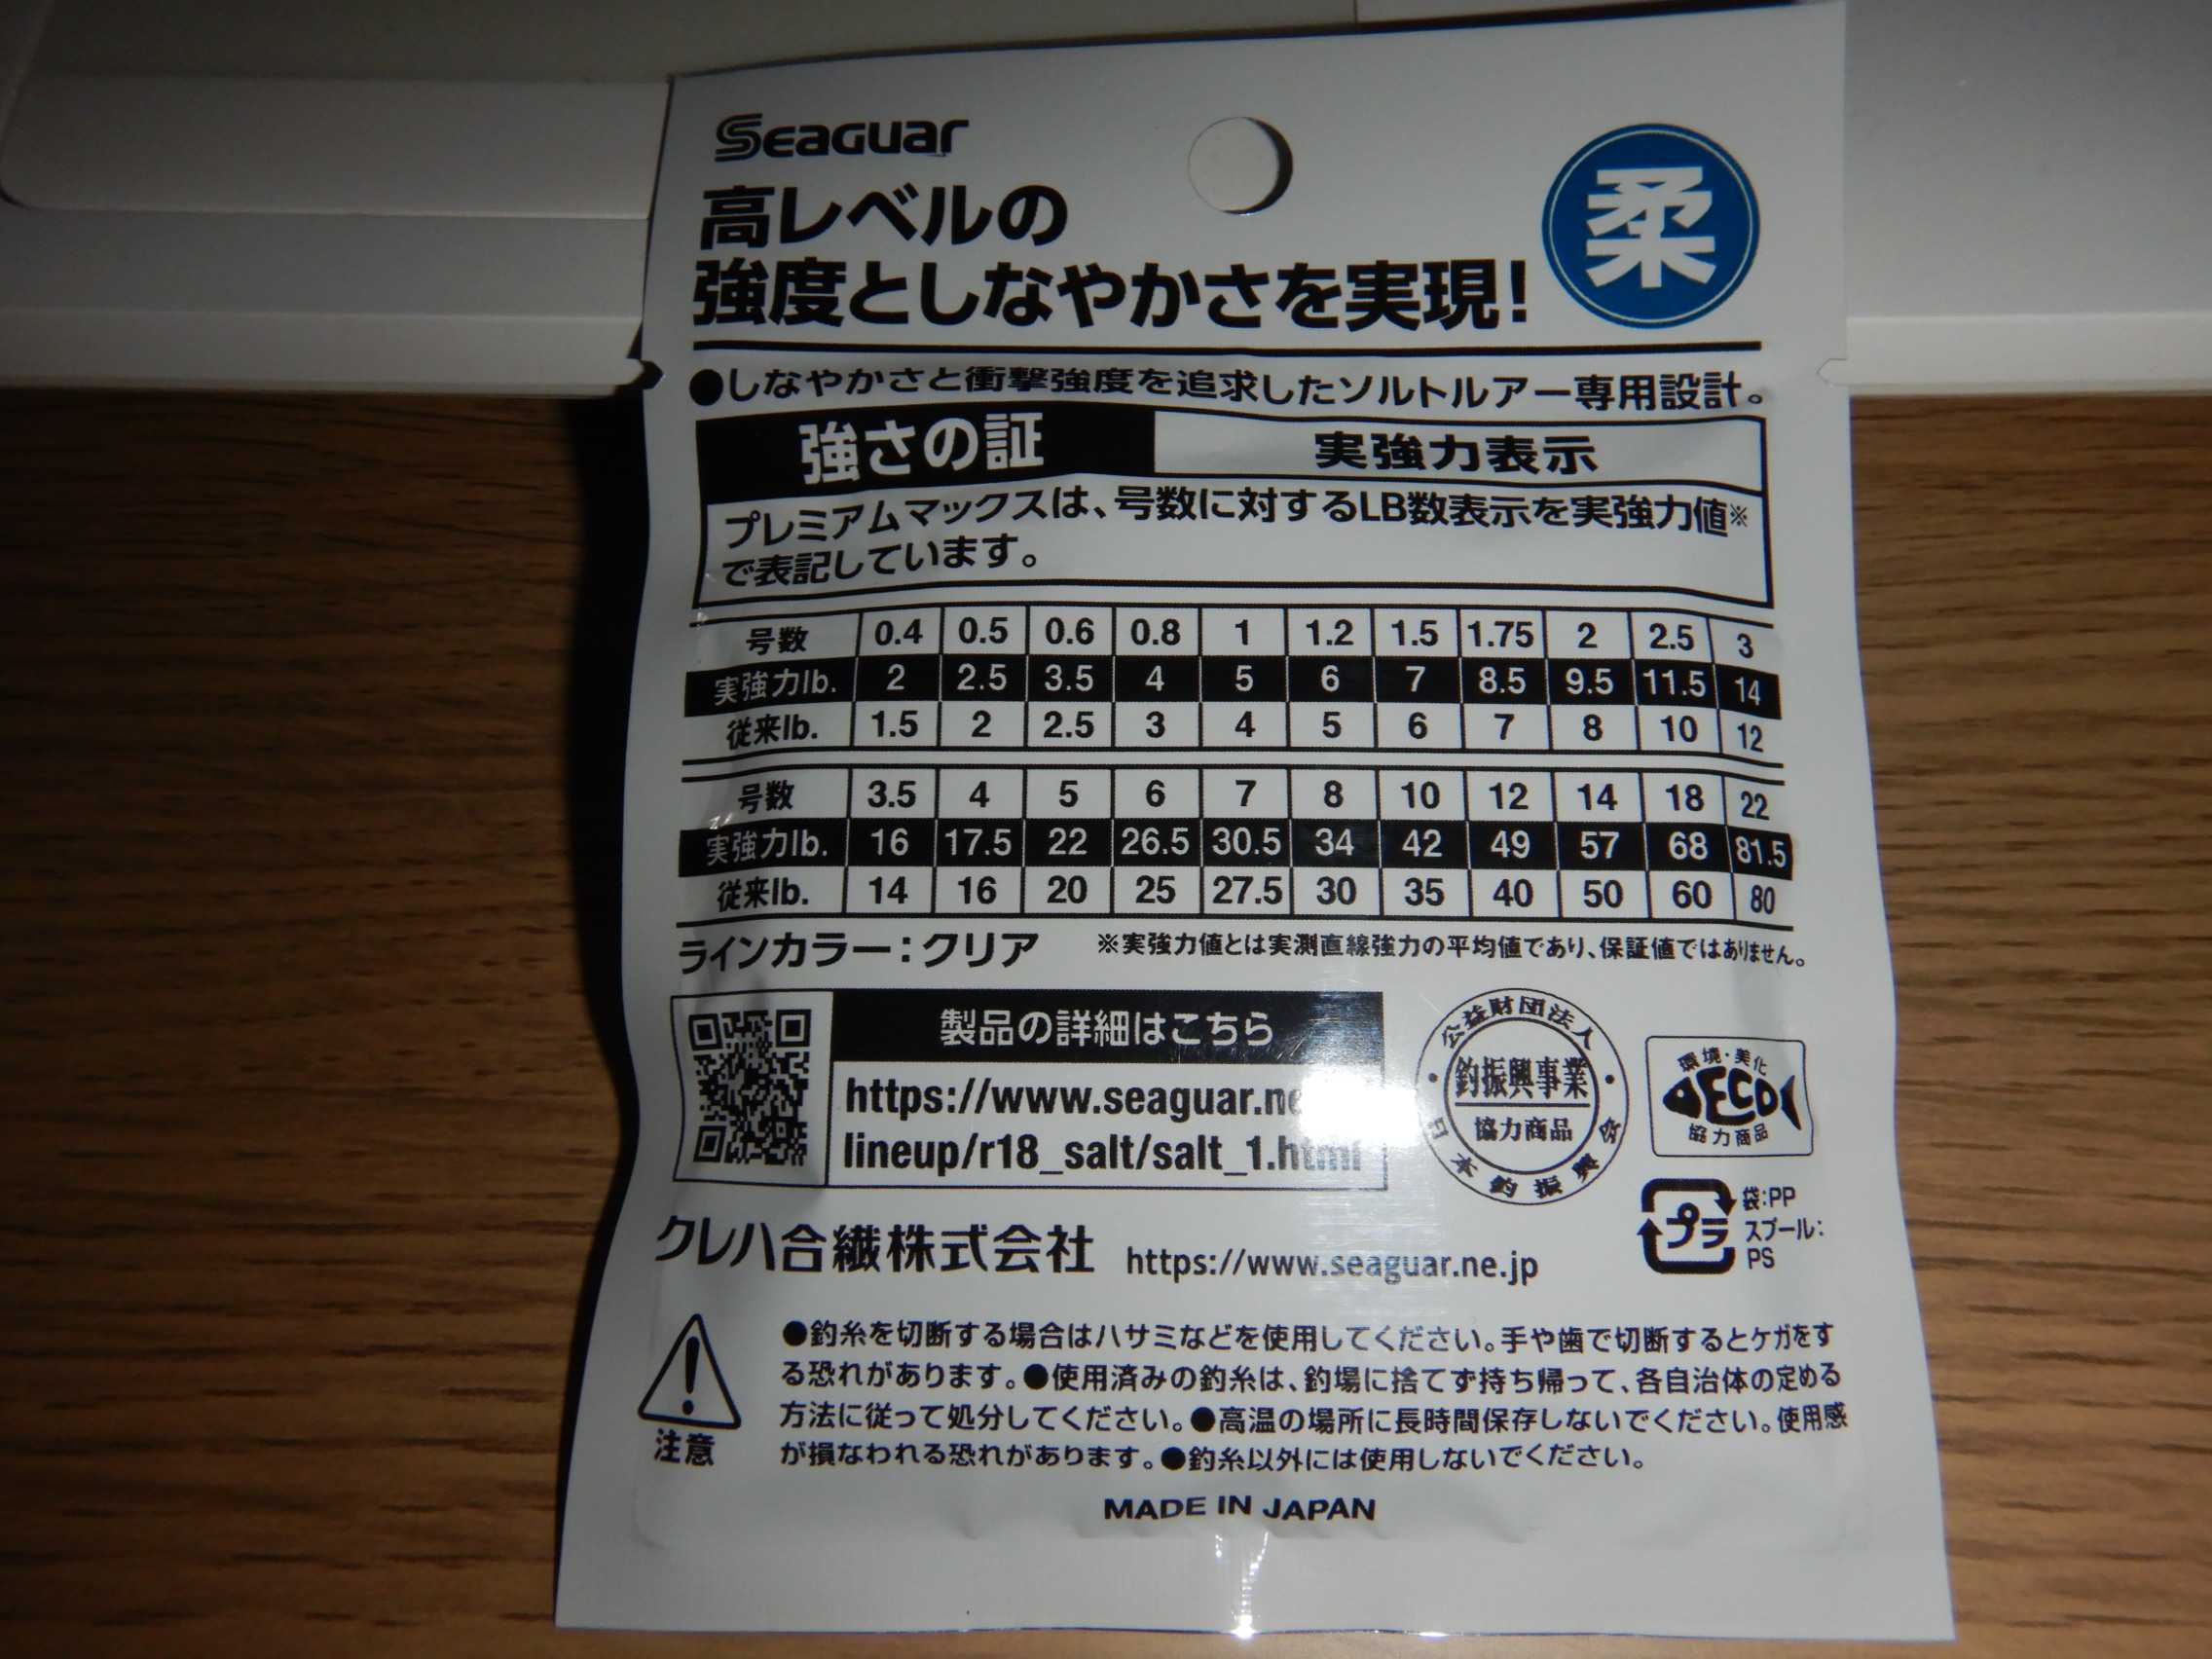 Seaguar
高レベルの
強度としなやかさを実現!
柔
●しなやかさと衝撃強度を追求したソルトルアー専用設計。
強さの証 実強力表示
プレミアムマックスは、号数に対するLB数表示を実強力値※
で表記しています。
号数 0.4 0.5 0.6 0.8 1 1.2 1.5 1.75 2 2.5 3
実強力lb. 2 2.5 3.5 4 5 6 7 8.5 9.5 11.5 14
従来lb. 1.5 2 2.5 3 4 5 6 7 8 10 12
号数 3.5 4 5 6 7 8 10 12 14 18 22
実強力lb. 16 17.5 22 26.5 30.5 34 42 49 57 68 81.5
従来lb. 14 16 20 25 27.5 30 35 40 50 60 80
ラインカラー：クリア ※実強力値とは実測直線強力の平均値であり、保証値ではありません。
製品の詳細はこちら
https://www.seaguar.ne
lineup/r18_salt/salt_1.html
公益財団法人
釣振興事業
協力商品
日本釣振興会
環境・美化
ECO
協力商品
プラ
袋:PP
スプール:
PS
クレハ合繊株式会社 https://www.seaguar.ne.jp
注意
●釣糸を切断する場合はハサミなどを使用してください。手や歯で切断するとケガをす
る恐れがあります。●使用済みの釣糸は、釣場に捨てず持ち帰って、各自治体の定める
方法に従って処分してください。●高温の場所に長時間保存しないでください。使用感
が損なわれる恐れがあります。●釣糸以外には使用しないでください。
MADE IN JAPAN